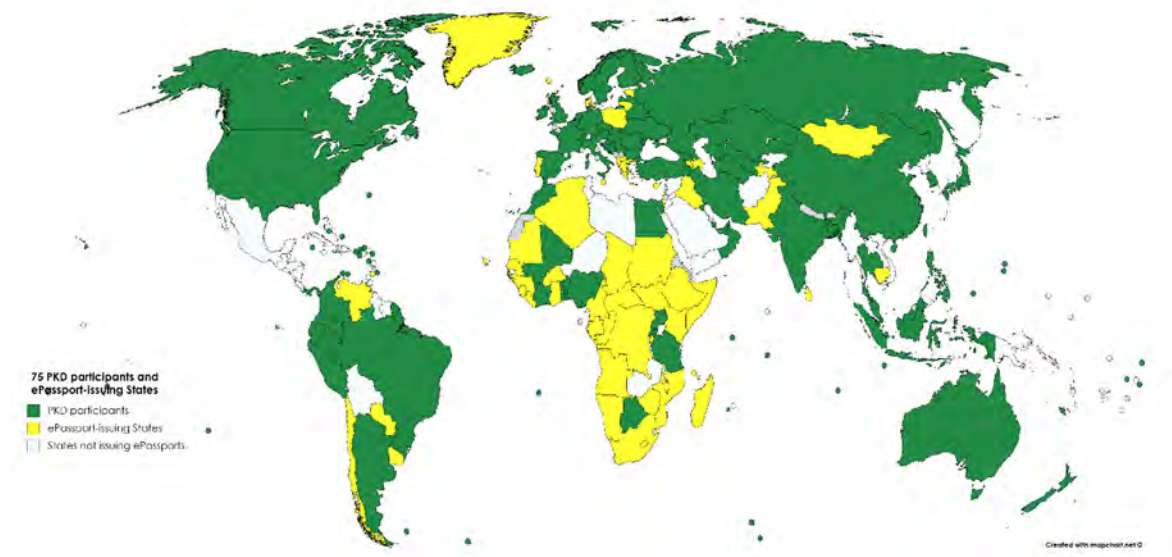 75 PKD participants and
ePassport-issuing States
PKD participants
ePassport-issuing States
States not issuing ePassports
Created with mapchart.net ©